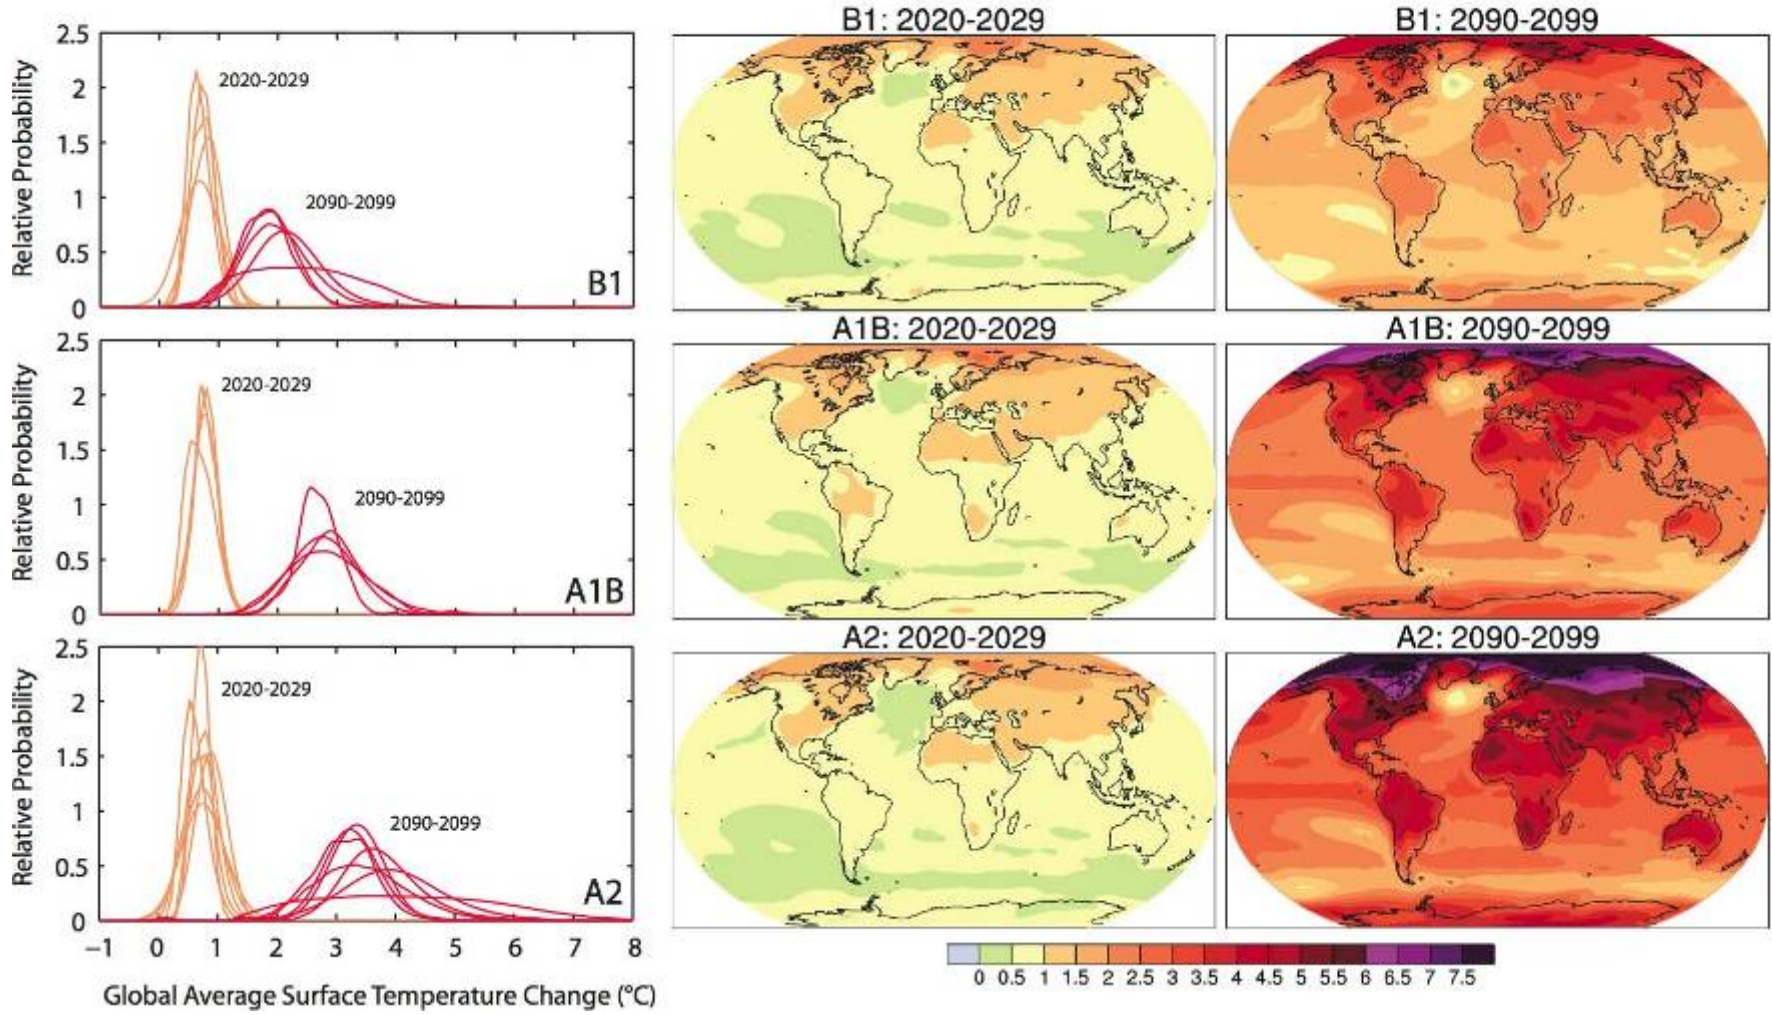 B1: 2020-2029
B1: 2090-2099
2.5
2
1.5
1
0.5
0
Relative Probability
2020-2029
2090-2099
B1
A1B: 2020-2029
A1B: 2090-2099
2.5
2
1.5
1
0.5
0
Relative Probability
2020-2029
2090-2099
A1B
A2: 2020-2029
A2: 2090-2099
2.5
2
1.5
1
0.5
0
Relative Probability
2020-2029
2090-2099
A2
−1 0 1 2 3 4 5 6 7 8
Global Average Surface Temperature Change (°C)
0 0.5 1 1.5 2 2.5 3 3.5 4 4.5 5 5.5 6 6.5 7 7.5